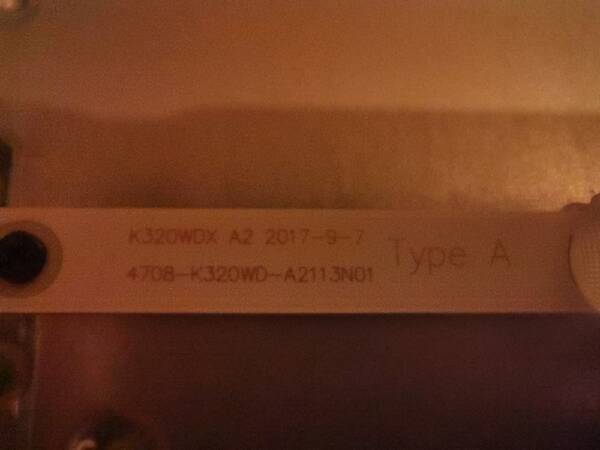 K320WDX A2 2017-9-7
4708-K320WD-A2113N01
Type A